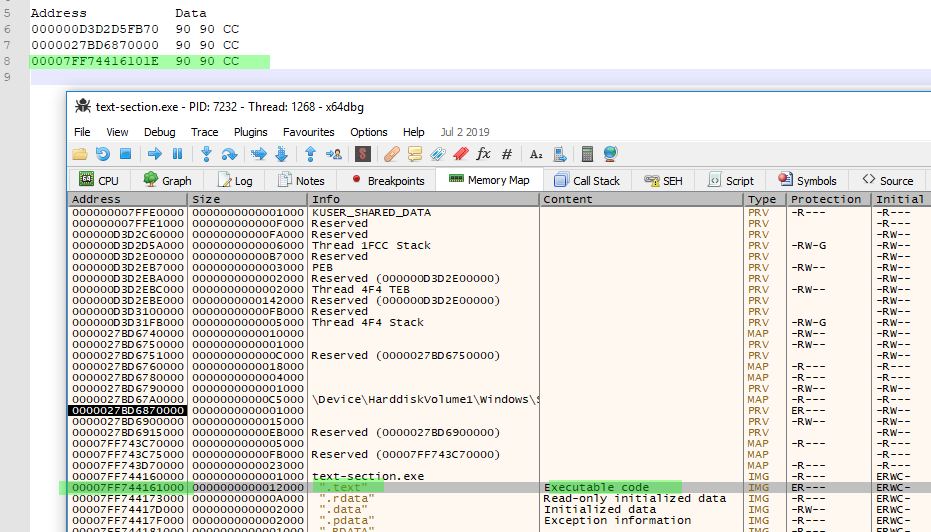 5 Address Data
6 000000D3D2D5FB70 90 90 CC
7 0000027BD6870000 90 90 CC
8 00007FF74416101E 90 90 CC
9
text-section.exe - PID: 7232 - Thread: 1268 - x64dbg
File View Debug Trace Plugins Favourites Options Help Jul 2 2019
CPU Graph Log Notes Breakpoints Memory Map Call Stack SEH Script Symbols Source
Address Size Info Content Type Protection Initial
000000007FFE0000 0000000000001000 KUSER_SHARED_DATA PRV -R--- -R---
000000007FFE1000 000000000000F000 Reserved PRV -R---
000000D3D2C60000 00000000000FA000 Reserved PRV -RW--
000000D3D2D5A000 0000000000006000 Thread 1FCC Stack PRV -RW-G -RW--
000000D3D2E00000 00000000000B7000 Reserved PRV -RW--
000000D3D2EB7000 0000000000003000 PEB PRV -RW-- -RW--
000000D3D2EBA000 0000000000002000 Reserved (000000D3D2E00000) PRV -RW--
000000D3D2EBC000 0000000000002000 Thread 4F4 TEB PRV -RW-- -RW--
000000D3D2EBE000 0000000000142000 Reserved (000000D3D2E00000) PRV -RW--
000000D3D3100000 00000000000FB000 Reserved PRV -RW--
000000D3D31FB000 0000000000005000 Thread 4F4 Stack PRV -RW-G -RW--
0000027BD6740000 0000000000010000 MAP -RW-- -RW--
0000027BD6750000 0000000000001000 PRV -RW-- -RW--
0000027BD6751000 000000000000C000 Reserved (0000027BD6750000) PRV -RW--
0000027BD6760000 0000000000018000 MAP -R--- -R---
0000027BD6780000 0000000000004000 MAP -R--- -R---
0000027BD6790000 0000000000001000 PRV -RW-- -RW--
0000027BD67A0000 00000000000C5000 \Device\HarddiskVolume1\Windows\S MAP -R--- -R---
0000027BD6870000 0000000000001000 PRV ER--- -RW--
0000027BD6900000 0000000000015000 PRV -RW-- -RW--
0000027BD6915000 00000000000EB000 Reserved (0000027BD6900000) PRV -RW--
00007FF743C70000 0000000000005000 MAP -R--- -R---
00007FF743C75000 00000000000FB000 Reserved (00007FF743C70000) MAP -R---
00007FF743D70000 0000000000023000 MAP -R--- -R---
00007FF744160000 0000000000001000 text-section.exe IMG -R--- ERWC-
00007FF744161000 0000000000012000 ".text" Executable code IMG ER--- ERWC-
00007FF744173000 000000000000A000 ".rdata" Read-only initialized data IMG -R--- ERWC-
00007FF74417D000 0000000000002000 ".data" Initialized data IMG -RW-- ERWC-
00007FF74417F000 0000000000002000 ".pdata" Exception information IMG -R--- ERWC-